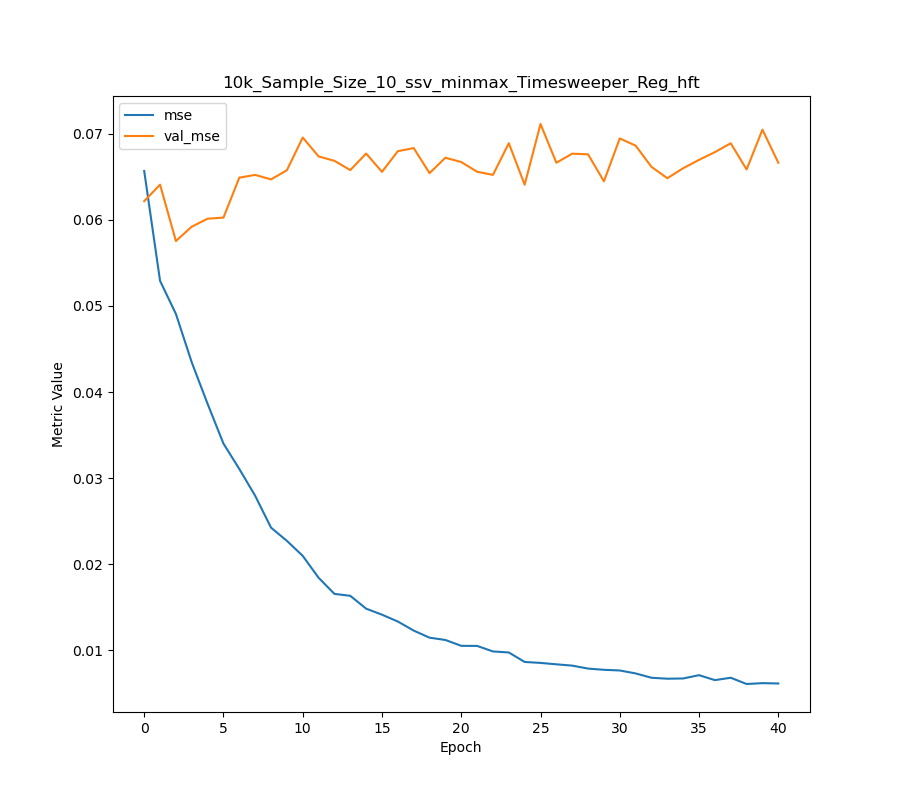 10k_Sample_Size_10_ssv_minmax_Timesweeper_Reg_hft
mse
val_mse
0.07
0.06
0.05
0.04
0.03
0.02
0.01
Metric Value
0 5 10 15 20 25 30 35 40
Epoch